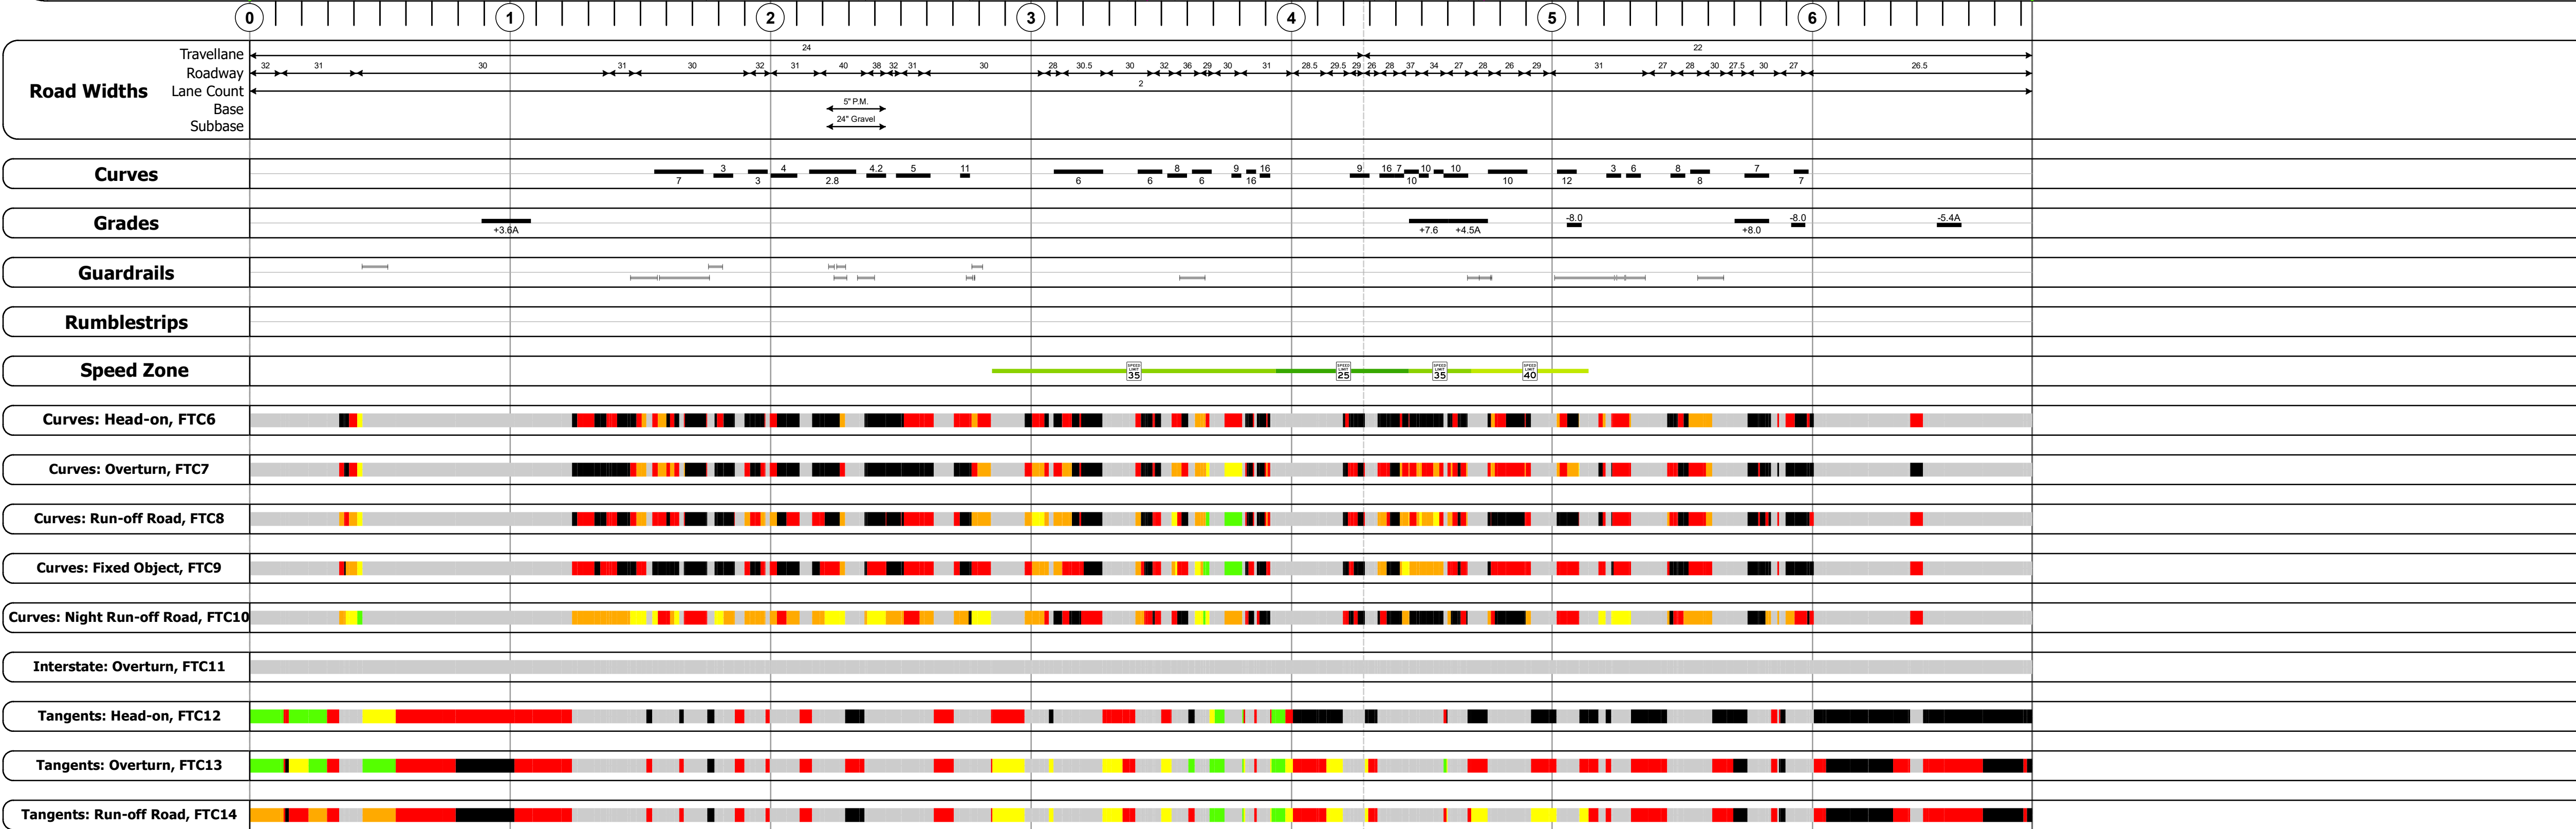 0 1 2 3 4 5 6
Road Widths
Travellane 24 22
Roadway 32 31 30 31 30 32 31 40 38 32 31 30 28 30.5 30 32 36 29 30 31 28.5 29.5 29 26 28 37 34 27 28 26 29 31 27 28 30 27.5 30 27 26.5
Lane Count 2
Base 5" P.M.
Subbase 24" Gravel
Curves
3 4 4.2 5 11 8 9 16 9 16 7 10 10 3 6 8 7
7 3 2.8 6 6 6 16 10 10 12 8 7
Grades
-8.0 -8.0 -5.4A
+3.6A +7.6 +4.5A +8.0
Guardrails
Rumblestrips
Speed Zone
SPEED LIMIT 35 SPEED LIMIT 25 SPEED LIMIT 35 SPEED LIMIT 40
Curves: Head-on, FTC6
Curves: Overturn, FTC7
Curves: Run-off Road, FTC8
Curves: Fixed Object, FTC9
Curves: Night Run-off Road, FTC10
Interstate: Overturn, FTC11
Tangents: Head-on, FTC12
Tangents: Overturn, FTC13
Tangents: Run-off Road, FTC14